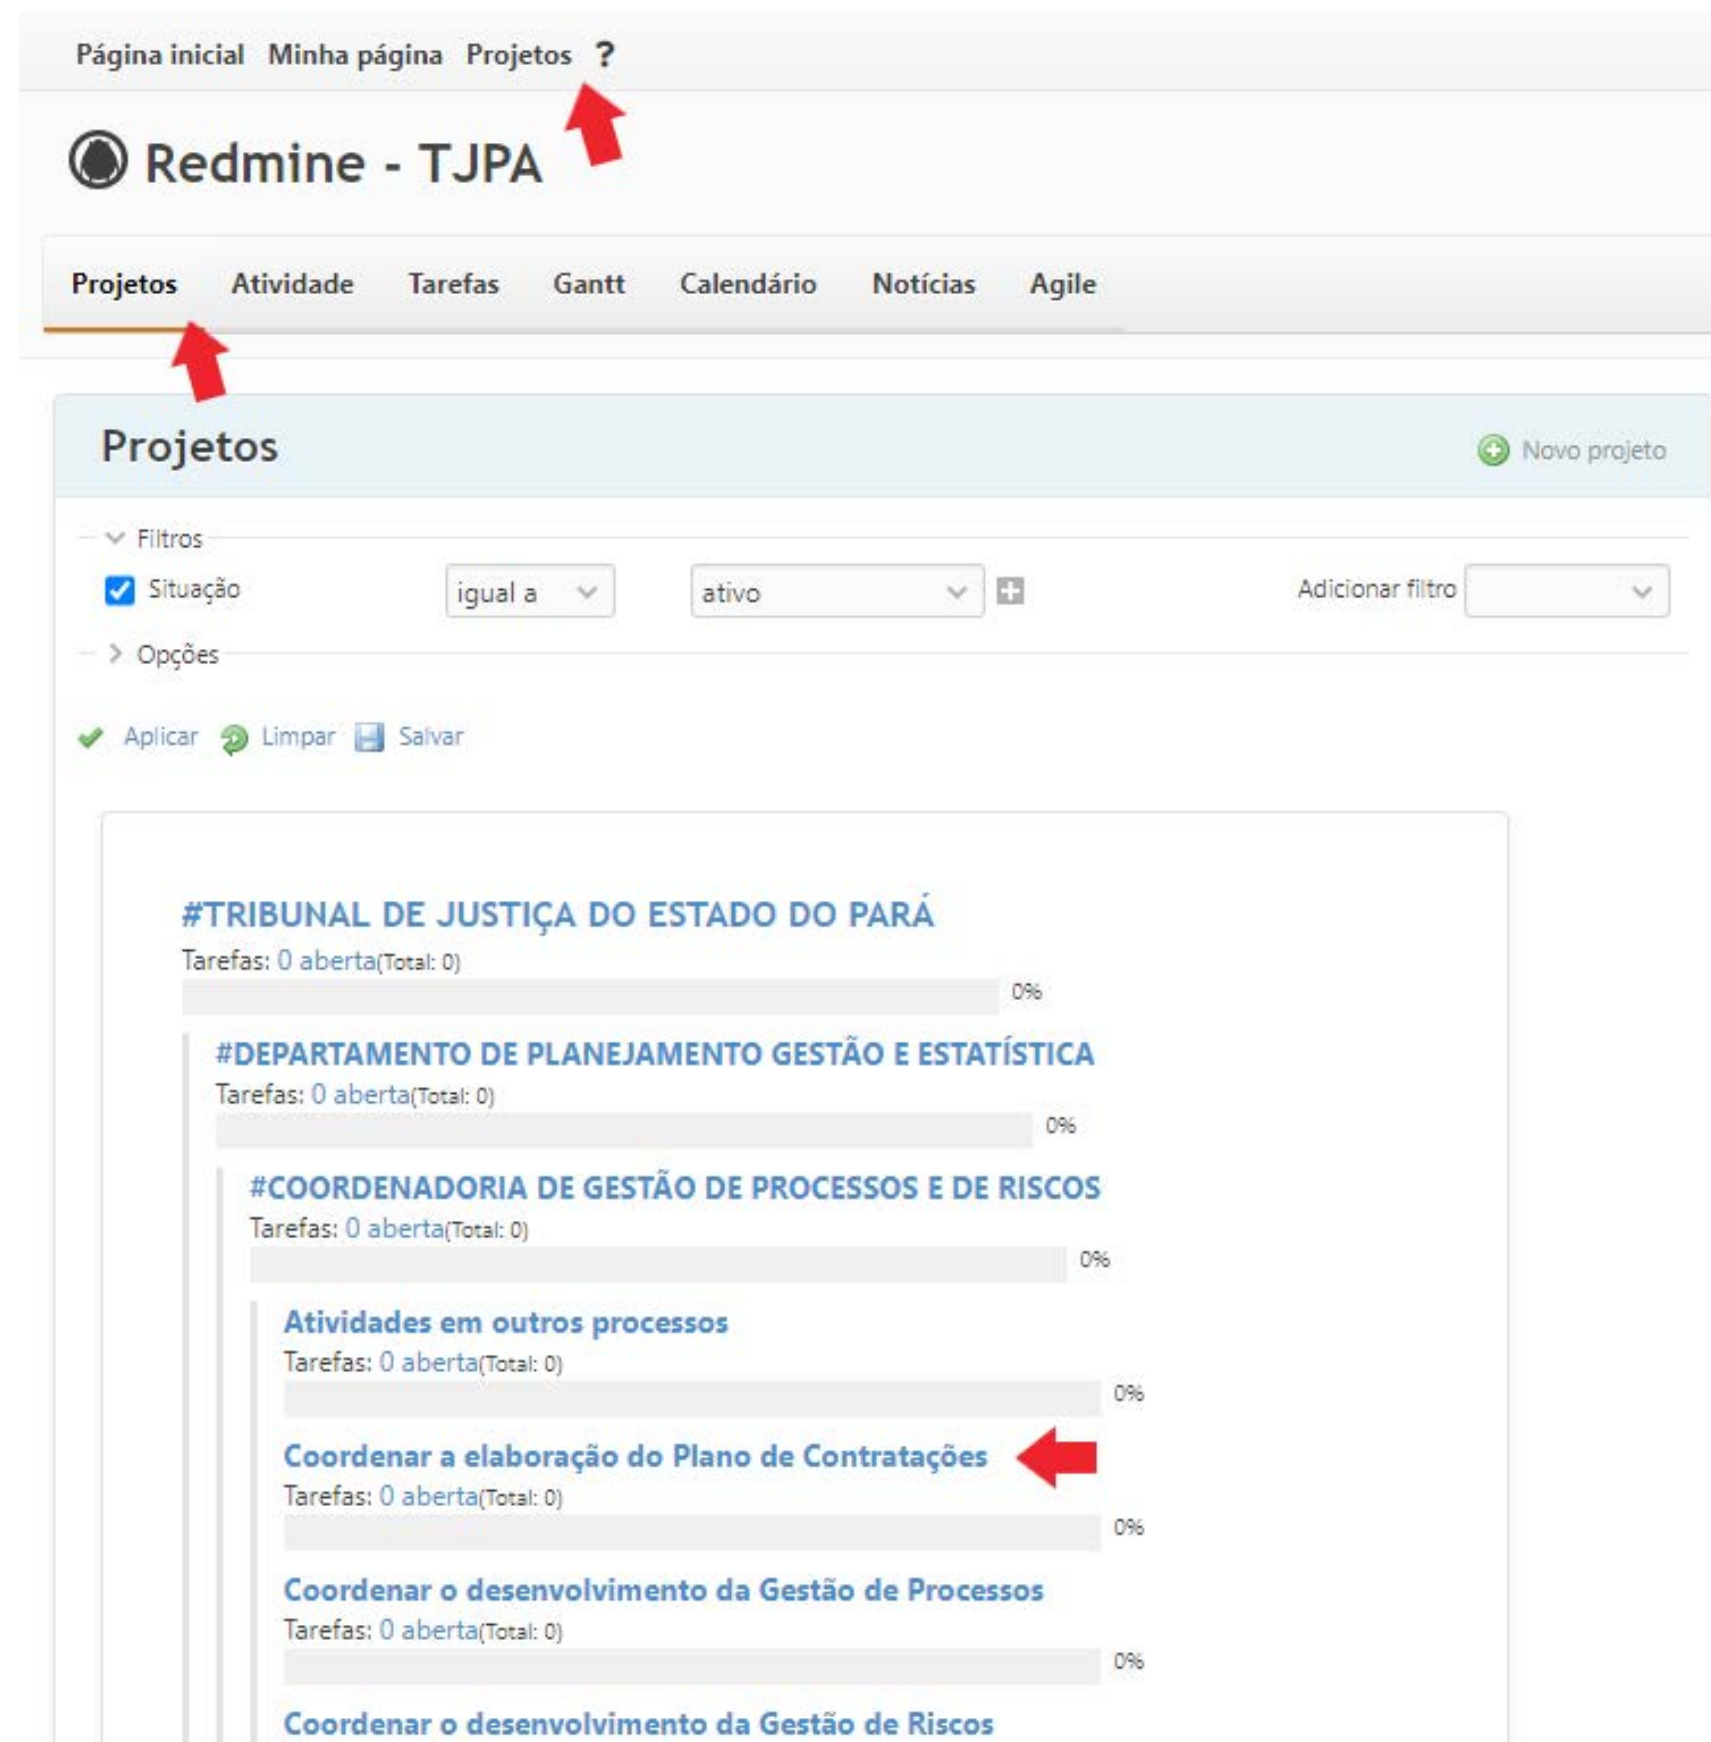 Página inicial Minha página Projetos ?
Redmine - TJPA
Projetos Atividade Tarefas Gantt Calendário Notícias Agile
Projetos Novo projeto
Filtros
Situação igual a ativo Adicionar filtro
Opções
Aplicar Limpar Salvar
#TRIBUNAL DE JUSTIÇA DO ESTADO DO PARÁ
Tarefas: 0 aberta(Total: 0)
0%
#DEPARTAMENTO DE PLANEJAMENTO GESTÃO E ESTATÍSTICA
Tarefas: 0 aberta(Total: 0)
0%
#COORDENADORIA DE GESTÃO DE PROCESSOS E DE RISCOS
Tarefas: 0 aberta(Total: 0)
0%
Atividades em outros processos
Tarefas: 0 aberta(Total: 0)
0%
Coordenar a elaboração do Plano de Contratações
Tarefas: 0 aberta(Total: 0)
0%
Coordenar o desenvolvimento da Gestão de Processos
Tarefas: 0 aberta(Total: 0)
0%
Coordenar o desenvolvimento da Gestão de Riscos